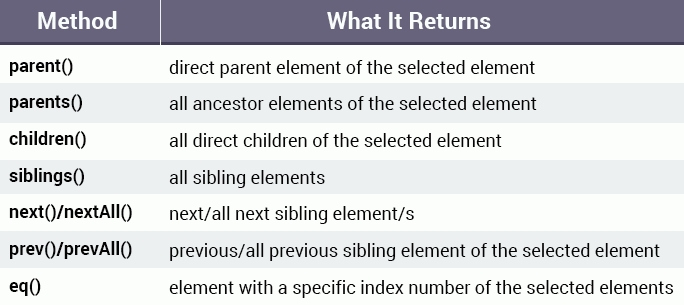 Method What It Returns
parent() direct parent element of the selected element
parents() all ancestor elements of the selected element
children() all direct children of the selected element
siblings() all sibling elements
next()/nextAll() next/all next sibling element/s
prev()/prevAll() previous/all previous sibling element of the selected element
eq() element with a specific index number of the selected elements